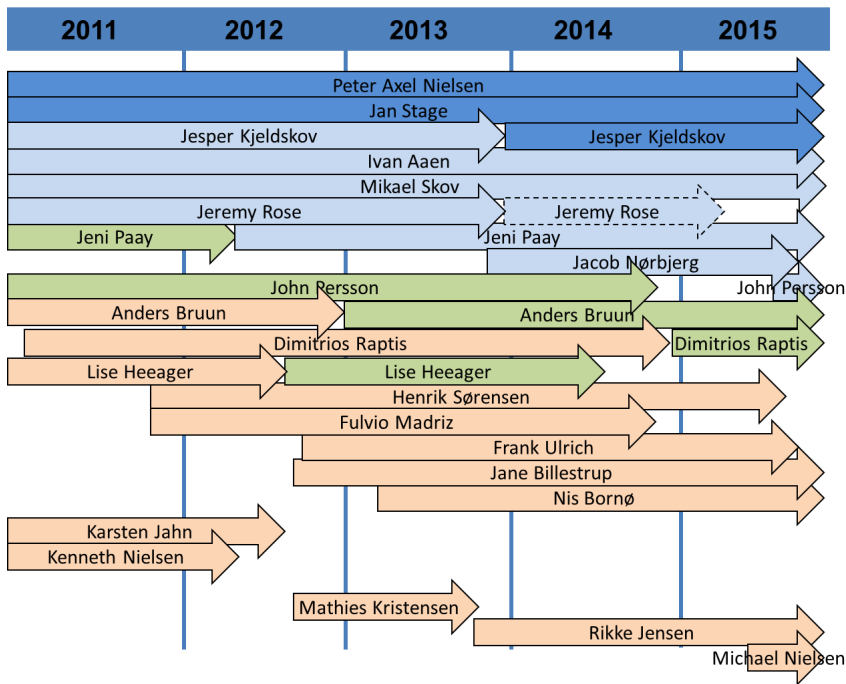 2011 2012 2013 2014 2015
Peter Axel Nielsen
Jan Stage
Jesper Kjeldskov Jesper Kjeldskov
Ivan Aaen
Mikael Skov
Jeremy Rose Jeremy Rose
Jeni Paay Jeni Paay
Jacob Nørbjerg
John Persson John Persson
Anders Bruun Anders Bruun
Dimitrios Raptis Dimitrios Raptis
Lise Heeager Lise Heeager
Henrik Sørensen
Fulvio Madriz
Frank Ulrich
Jane Billestrup
Nis Bornø
Karsten Jahn
Kenneth Nielsen
Mathies Kristensen
Rikke Jensen
Michael Nielsen